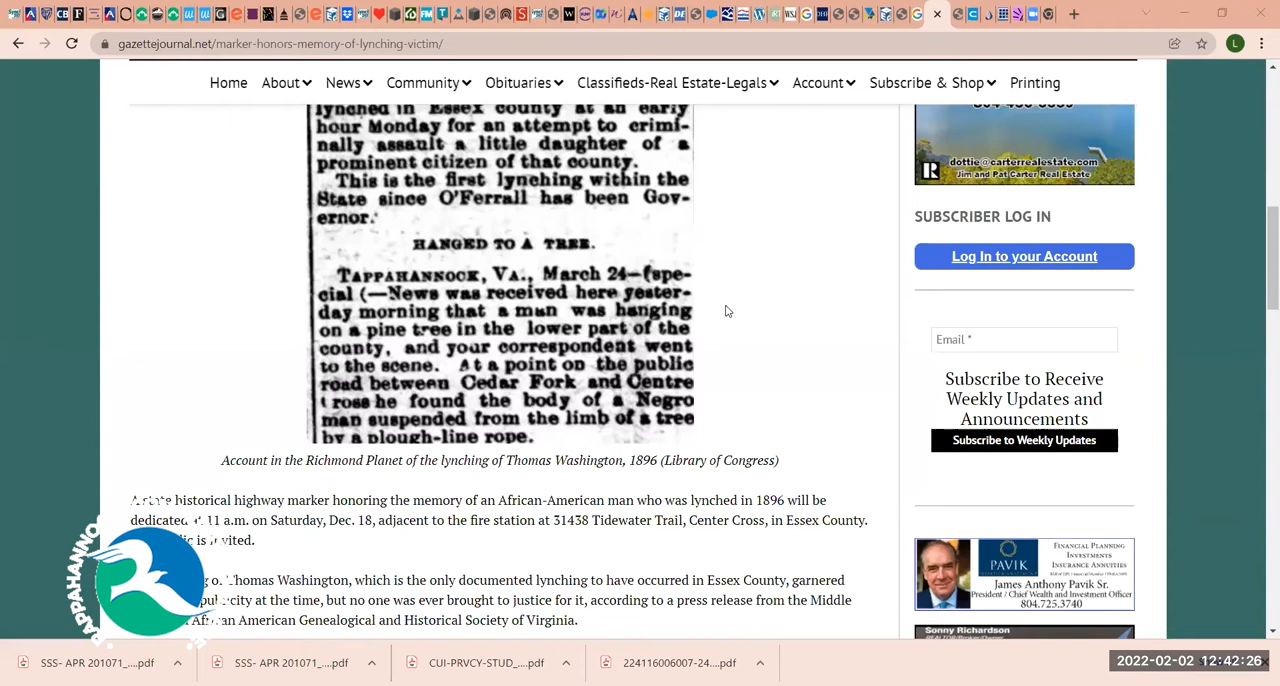 gazettejournal.net/marker-honors-memory-of-lynching-victim/
L
Home About News Community Obituaries Classifieds-Real Estate-Legals Account Subscribe & Shop Printing
lynched in Essex county at an early
hour Monday for an attempt to crimi-
nally assault a little daughter of a
prominent citizen of that county.
This is the first lynching within the
State since O'Ferrall has been Gov-
ernor.
HANGED TO A TREE.
TAPPAHANNOCK, VA., March 24—(spe-
cial (—News was received here yester-
day morning that a man was hanging
on a pine tree in the lower part of the
county, and your correspondent went
to the scene. At a point on the public
road between Cedar Fork and Centre
Cross he found the body of a Negro
man suspended from the limb of a tree
by a plough-line rope.
Account in the Richmond Planet of the lynching of Thomas Washington, 1896 (Library of Congress)
A state historical highway marker honoring the memory of an African-American man who was lynched in 1896 will be
dedicated at 11 a.m. on Saturday, Dec. 18, adjacent to the fire station at 31438 Tidewater Trail, Center Cross, in Essex County.
is invited.
Thomas Washington, which is the only documented lynching to have occurred in Essex County, garnered
at the time, but no one was ever brought to justice for it, according to a press release from the Middle
African American Genealogical and Historical Society of Virginia.
dottie@carterrealestate.com
Jim and Pat Carter Real Estate
R
SUBSCRIBER LOG IN
Log In to your Account
Email *
Subscribe to Receive
Weekly Updates and
Announcements
Subscribe to Weekly Updates
PAVIK
FINANCIAL PLANNING
INVESTMENTS
INSURANCE ANNUITIES
James Anthony Pavik Sr.
President / Chief Wealth and Investment Officer
804.725.3740
Sonny Richardson
RAPPAHANNO
SSS- APR 201071_....pdf
SSS- APR 201071_....pdf
CUI-PRVCY-STUD_....pdf
224116006007-24....pdf
2022-02-02 12:42:26